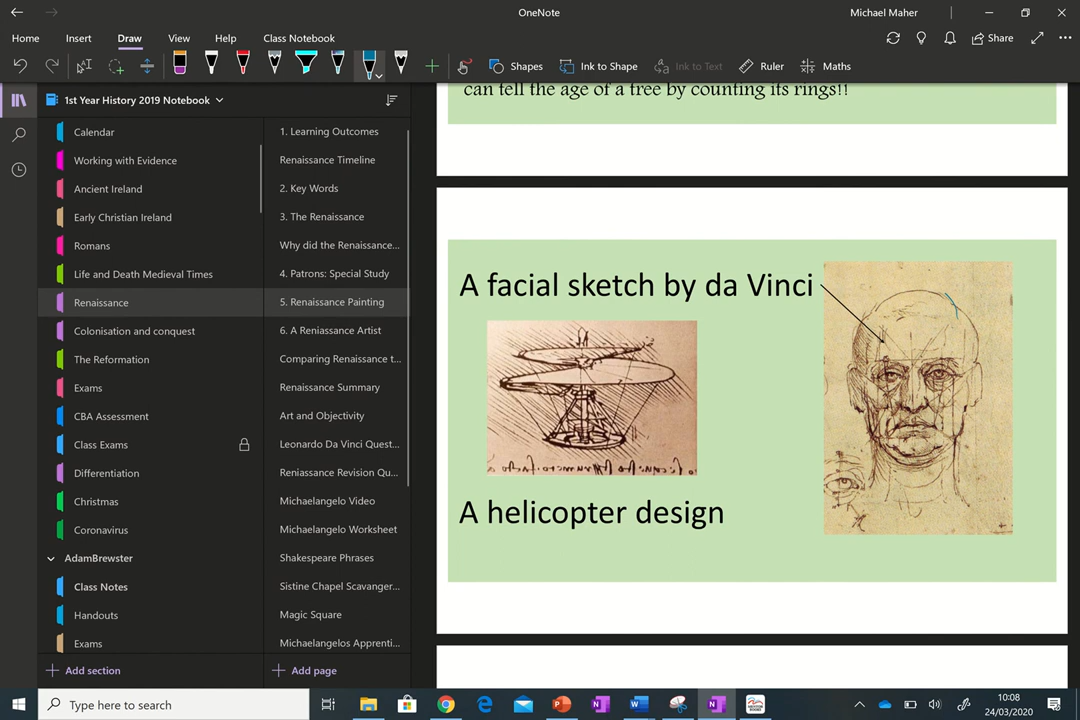 OneNote
Michael Maher
Home
Insert
Draw
View
Help
Class Notebook
Share
Shapes
Ink to Shape
Ink to Text
Ruler
Maths
1st Year History 2019 Notebook
Calendar
Working with Evidence
Ancient Ireland
Early Christian Ireland
Romans
Life and Death Medieval Times
Renaissance
Colonisation and conquest
The Reformation
Exams
CBA Assessment
Class Exams
Differentiation
Christmas
Coronavirus
AdamBrewster
Class Notes
Handouts
Exams
Add section
1. Learning Outcomes
Renaissance Timeline
2. Key Words
3. The Renaissance
Why did the Renaissance...
4. Patrons: Special Study
5. Renaissance Painting
6. A Reniassance Artist
Comparing Renaissance t...
Renaissance Summary
Art and Objectivity
Leonardo Da Vinci Quest...
Reniassance Revision Qu...
Michaelangelo Video
Michaelangelo Worksheet
Shakespeare Phrases
Sistine Chapel Scavanger...
Magic Square
Michaelangelos Apprenti...
Add page
can tell the age of a tree by counting its rings!!
A facial sketch by da Vinci
A helicopter design
Type here to search
10:08
24/03/2020